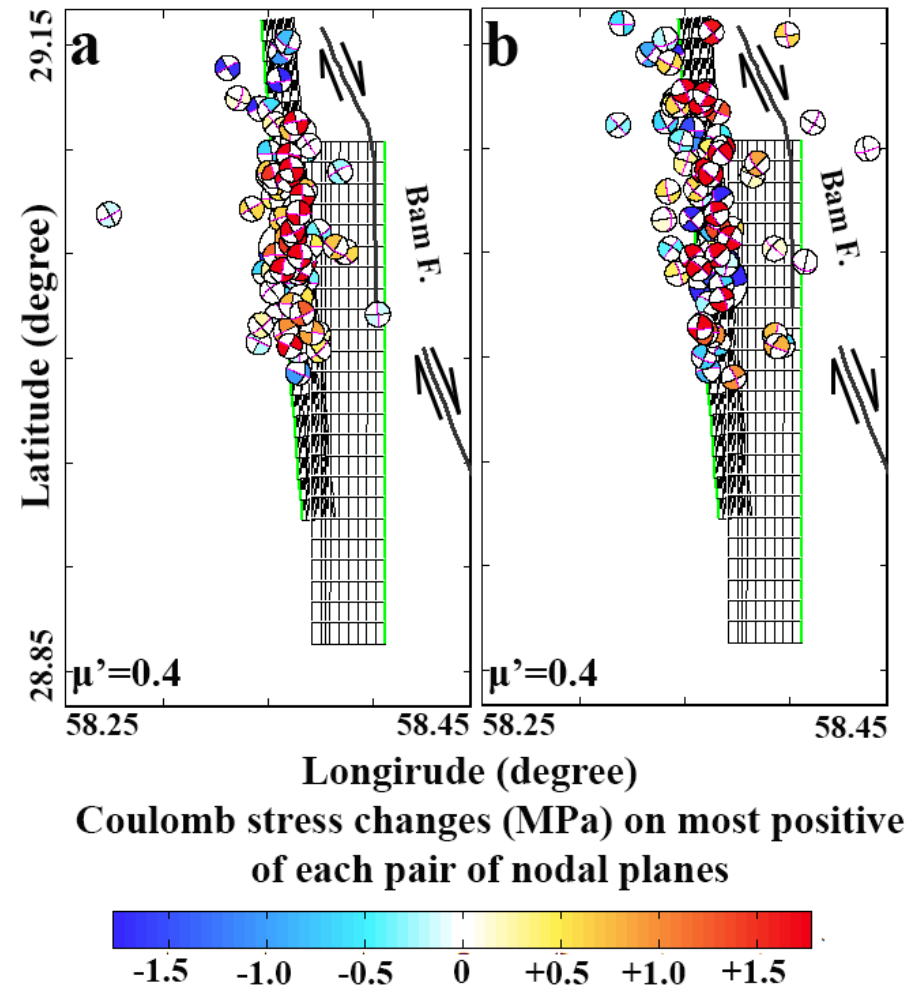 a
b
29.15
Bam F.
Bam F.
Latitude (degree)
28.85
μ’=0.4
μ’=0.4
58.25
58.45
58.25
58.45
Longirude (degree)
Coulomb stress changes (MPa) on most positive
of each pair of nodal planes
-1.5 -1.0 -0.5 0 +0.5 +1.0 +1.5